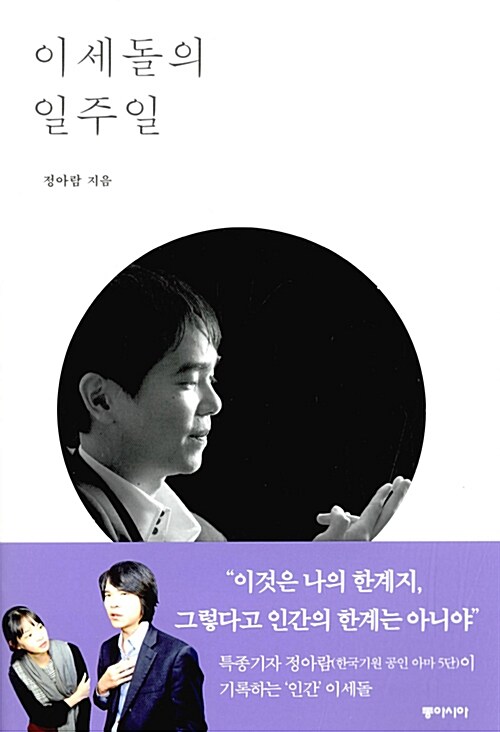 이세돌의
일주일
정아람 지음
“이것은 나의 한계지,
그렇다고 인간의 한계는 아니야”
특종기자 정아람(한국기원 공인 아마 5단)이
기록하는 ‘인간’ 이세돌
동아시아